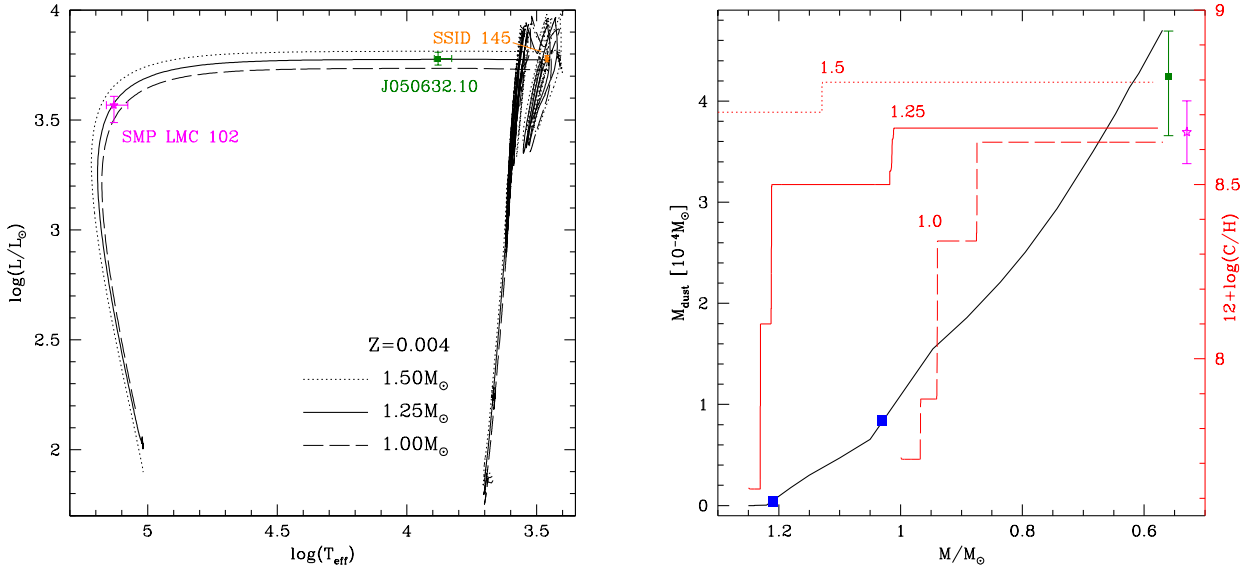 4
3.5
3
2.5
2
log(L/L⊙)
SSID 145
J050632.10
SMP LMC 102
Z=0.004
1.50M⊙
1.25M⊙
1.00M⊙
5
4.5
4
3.5
log(T_eff)
4
3
2
1
0
M_dust [10⁻⁴M⊙]
1.5
1.25
1.0
9
8.5
8
12+log(C/H)
1.2
1
0.8
0.6
M/M⊙